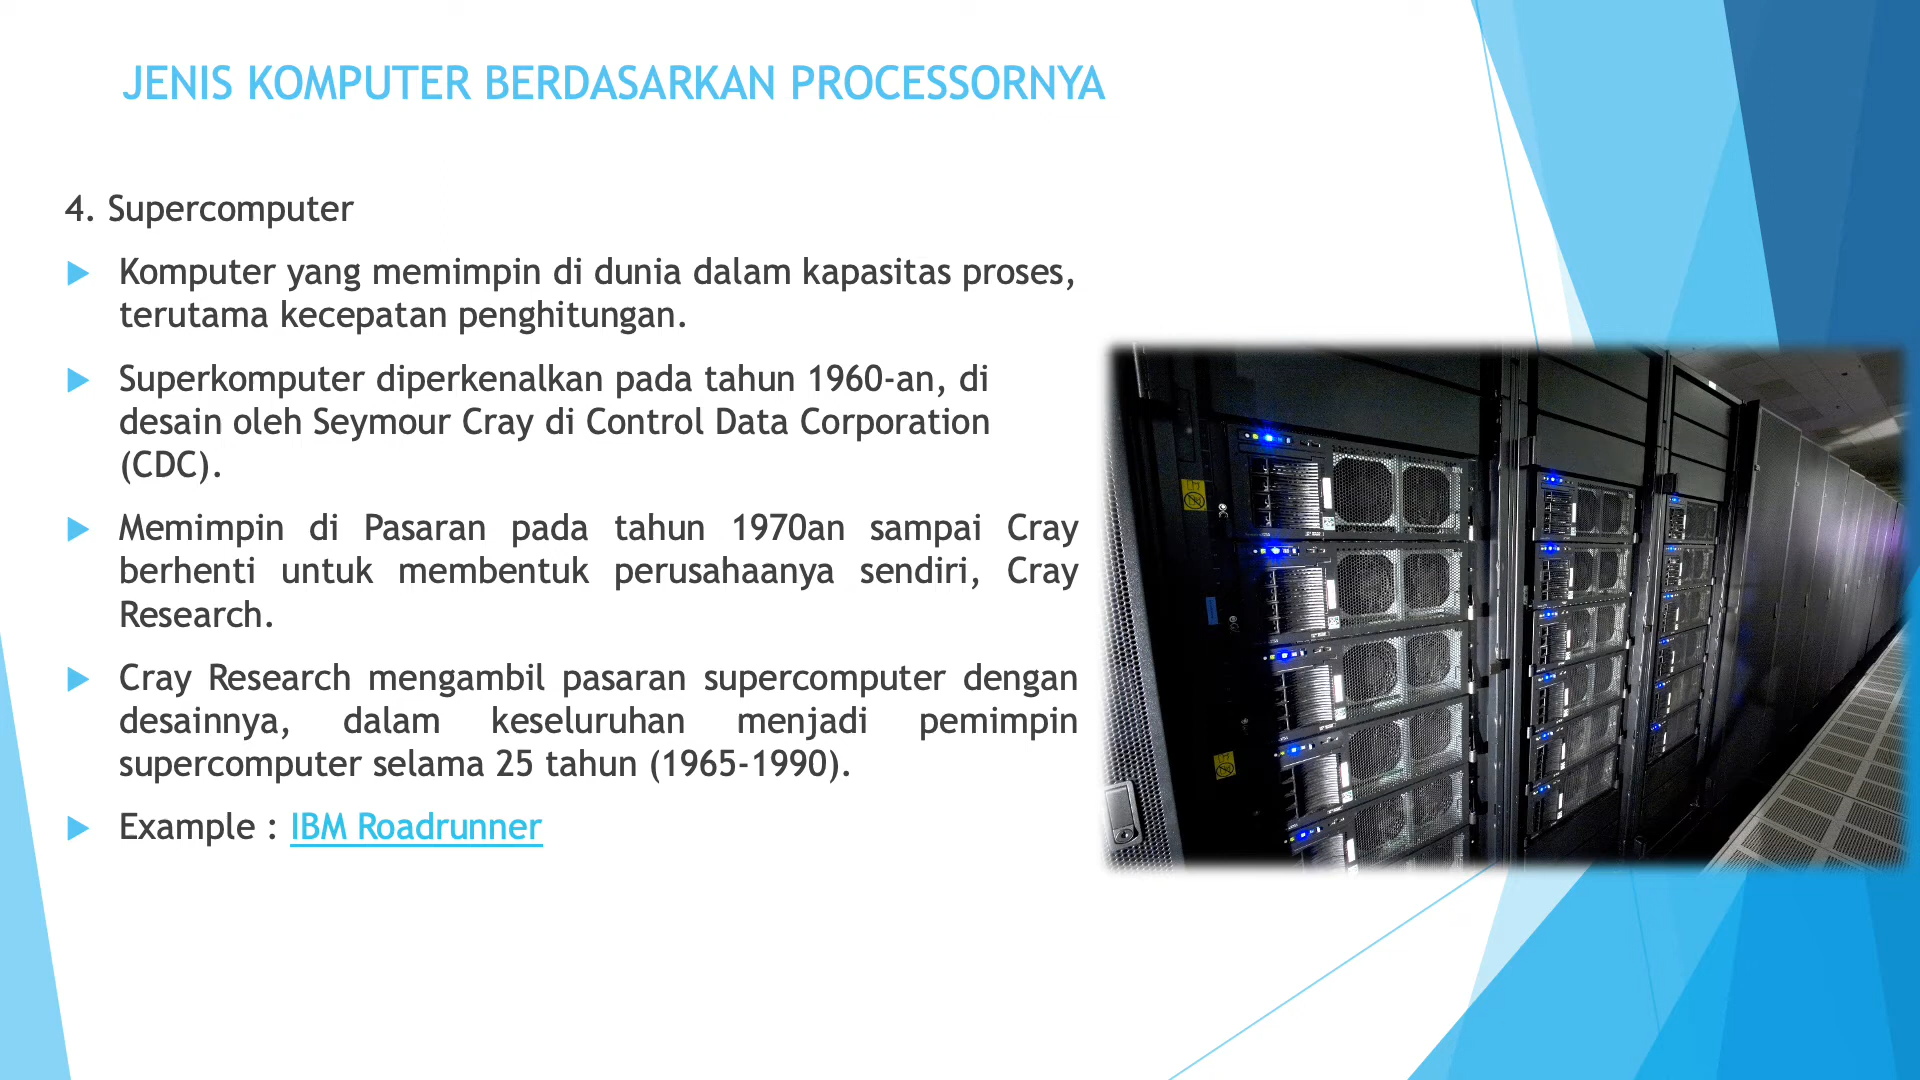 JENIS KOMPUTER BERDASARKAN PROCESSORNYA
4. Supercomputer
Komputer yang memimpin di dunia dalam kapasitas proses,
terutama kecepatan penghitungan.
Superkomputer diperkenalkan pada tahun 1960-an, di
desain oleh Seymour Cray di Control Data Corporation
(CDC).
Memimpin di Pasaran pada tahun 1970an sampai Cray
berhenti untuk membentuk perusahaanya sendiri, Cray
Research.
Cray Research mengambil pasaran supercomputer dengan
desainnya, dalam keseluruhan menjadi pemimpin
supercomputer selama 25 tahun (1965-1990).
Example : IBM Roadrunner